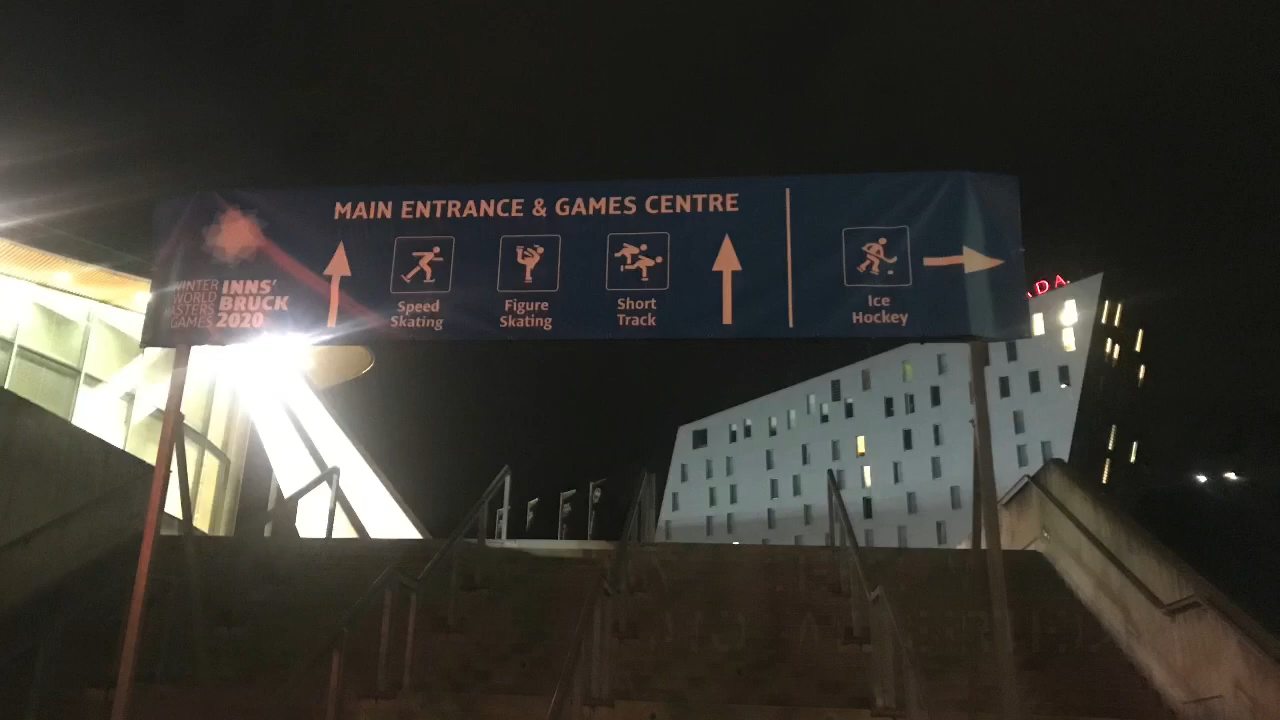 MAIN ENTRANCE & GAMES CENTRE
Speed
Skating
Figure
Skating
Short
Track
Ice
Hockey
WINTER
WORLD
MASTERS
GAMES
INNS'
BRUCK
2020
ADA